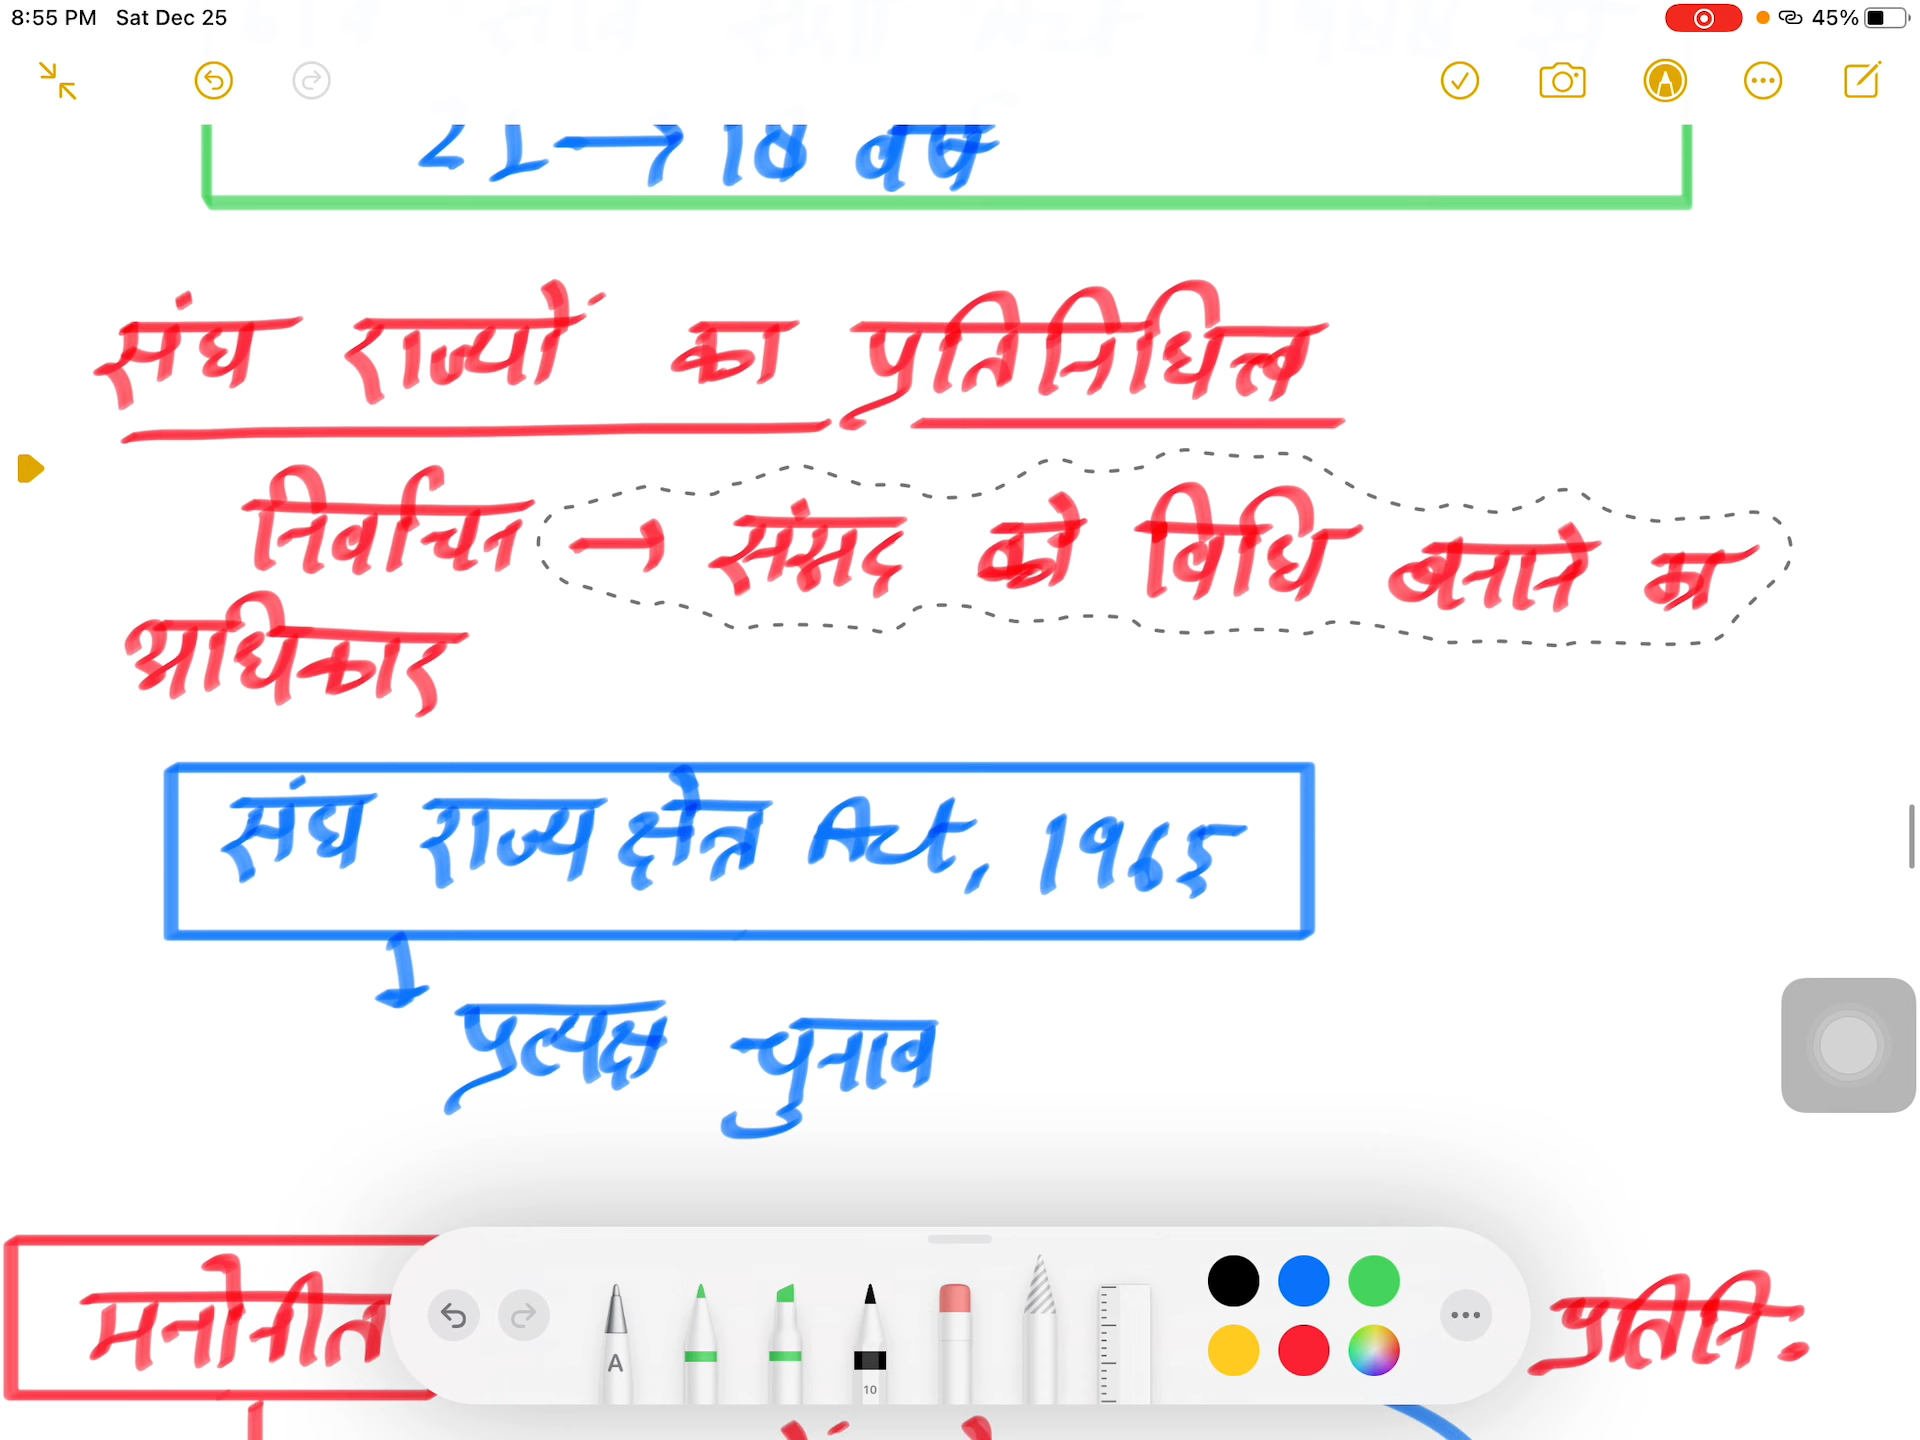 8:55 PM Sat Dec 25
45%
21 → 18 वर्ष
संघ राज्यों का प्रतिनिधित्व
निर्वाचन → संसद को विधि बनाने का
अधिकार
संघ राज्य क्षेत्र Act, 1965
प्रत्यक्ष चुनाव
मनोनीत
प्रतिनि:
A
10